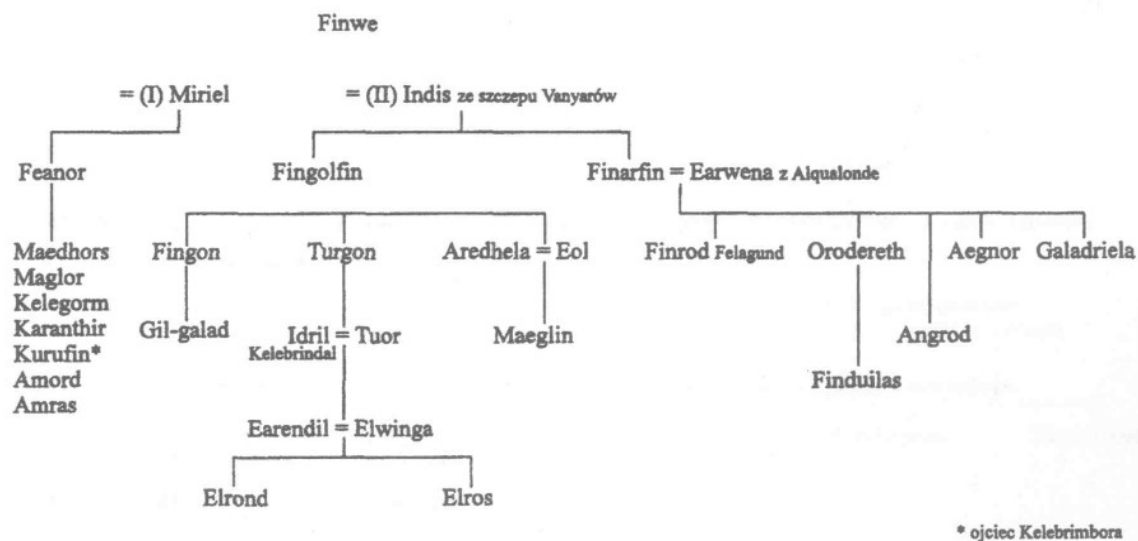 Finwe
= (I) Miriel = (II) Indis ze szczepu Vanyarów
Feanor Fingolfin Finarfin = Earwena z Alqualonde
Maedhors Fingon Turgon Aredhela = Eol Finrod Felagund Orodereth Aegnor Galadriela
Maglor
Kelegorm
Karanthir Gil-galad Idril = Tuor Maeglin Angrod
Kelebrindal
Kurufin*
Amord Finduilas
Amras
Earendil = Elwinga
Elrond Elros
* ojciec Kelebrimbora